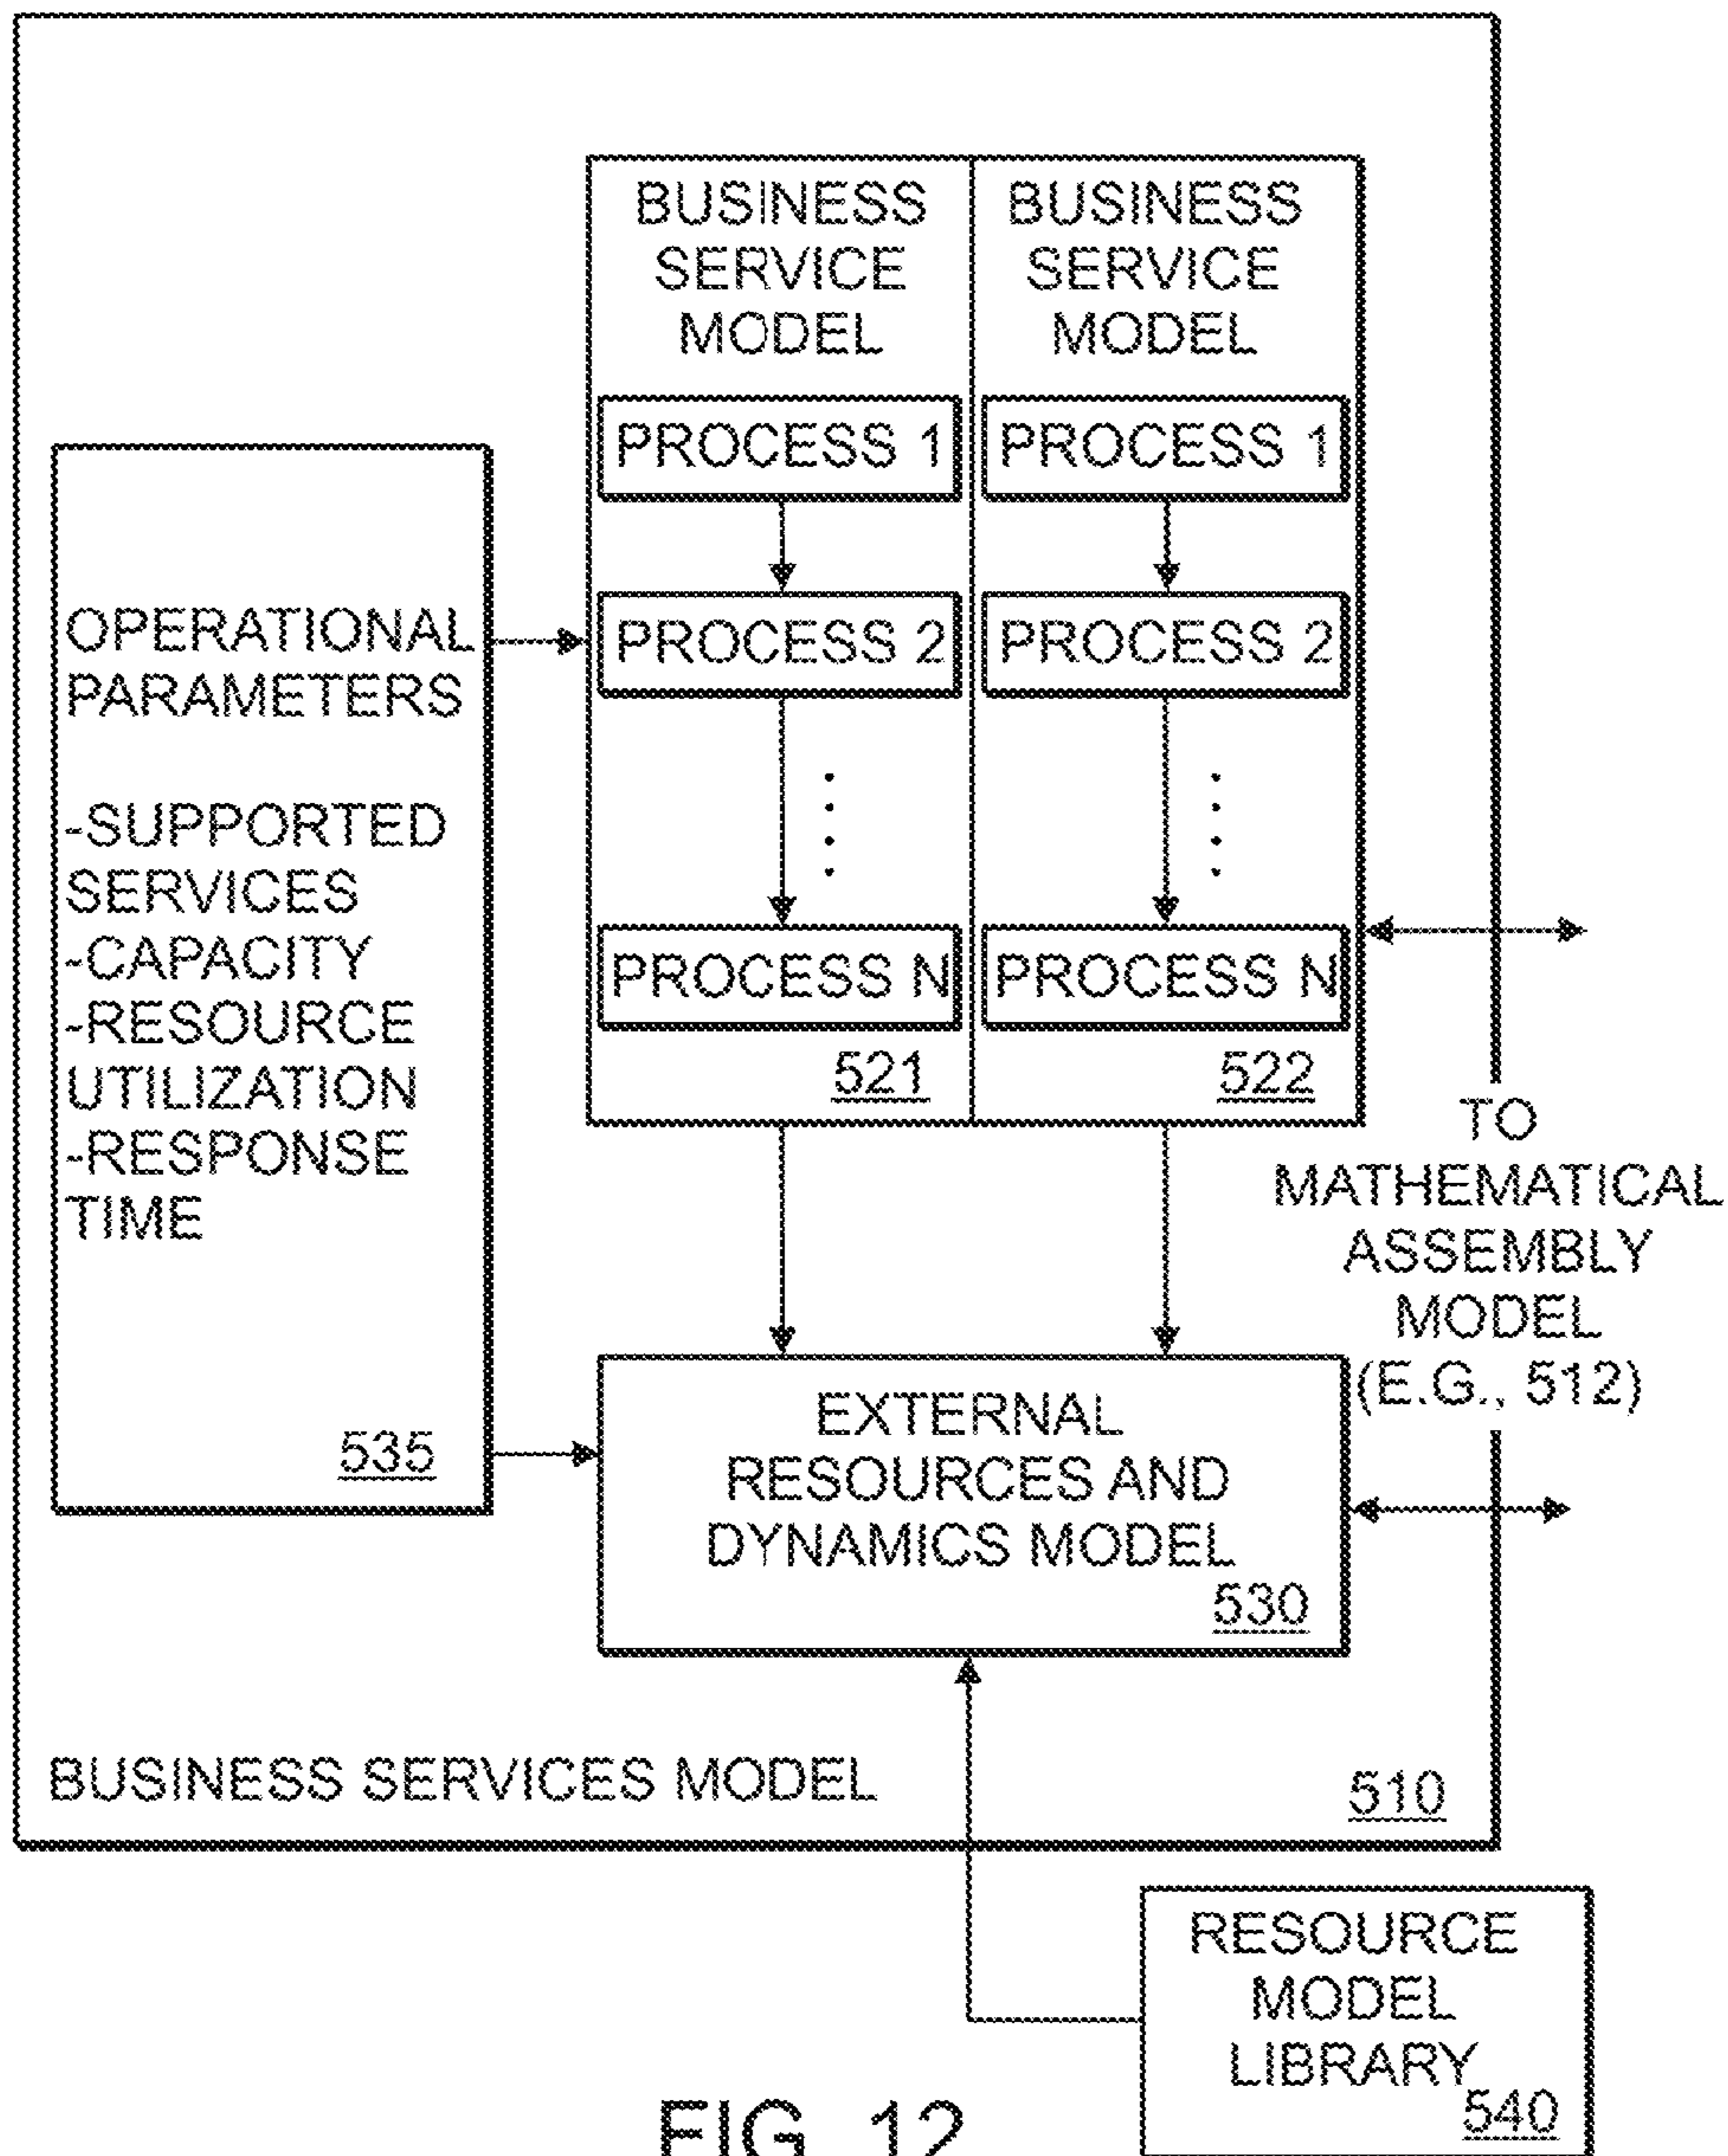 BUSINESS
SERVICE
MODEL
PROCESS 1
PROCESS 2
PROCESS N
521
BUSINESS
SERVICE
MODEL
PROCESS 1
PROCESS 2
PROCESS N
522
OPERATIONAL
PARAMETERS
-SUPPORTED
SERVICES
-CAPACITY
-RESOURCE
UTILIZATION
-RESPONSE
TIME
535
TO
MATHEMATICAL
ASSEMBLY
MODEL
(E.G., 512)
EXTERNAL
RESOURCES AND
DYNAMICS MODEL
530
BUSINESS SERVICES MODEL
510
RESOURCE
MODEL
LIBRARY
540
FIG. 12